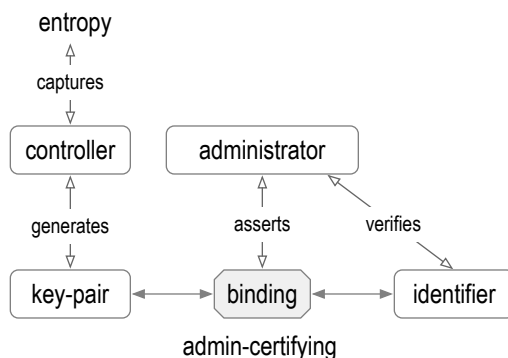 entropy
captures
controller
administrator
generates
asserts
verifies
key-pair
binding
identifier
admin-certifying